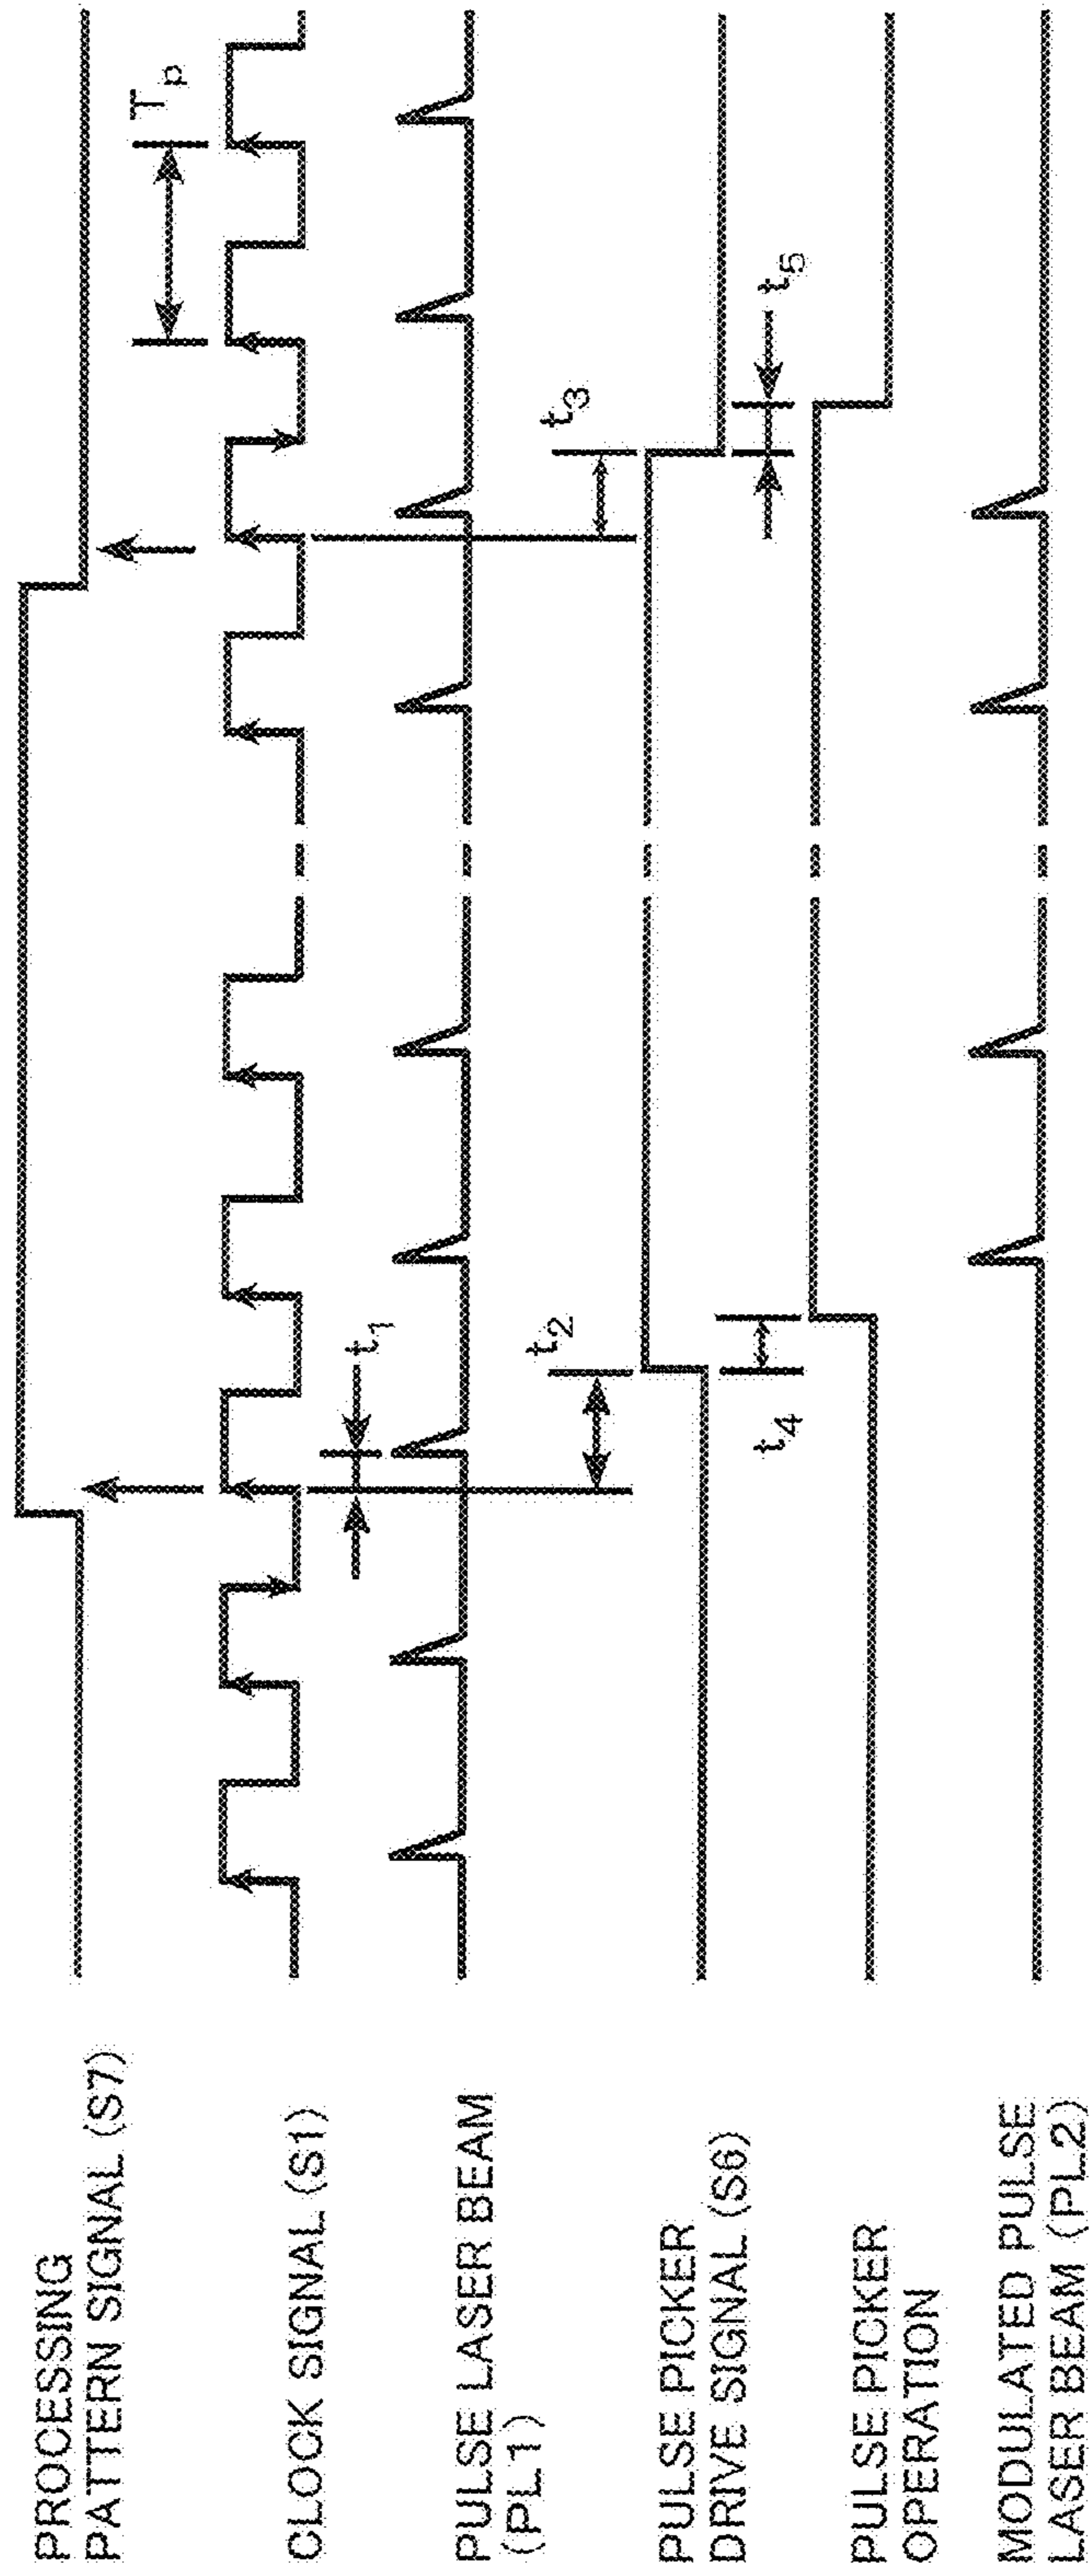 PROCESSING
PATTERN SIGNAL (S7)
CLOCK SIGNAL (S1)
Tp
t1
PULSE LASER BEAM
(PL1)
t2
t3
PULSE PICKER
DRIVE SIGNAL (S6)
t4
t5
PULSE PICKER
OPERATION
MODULATED PULSE
LASER BEAM (PL2)